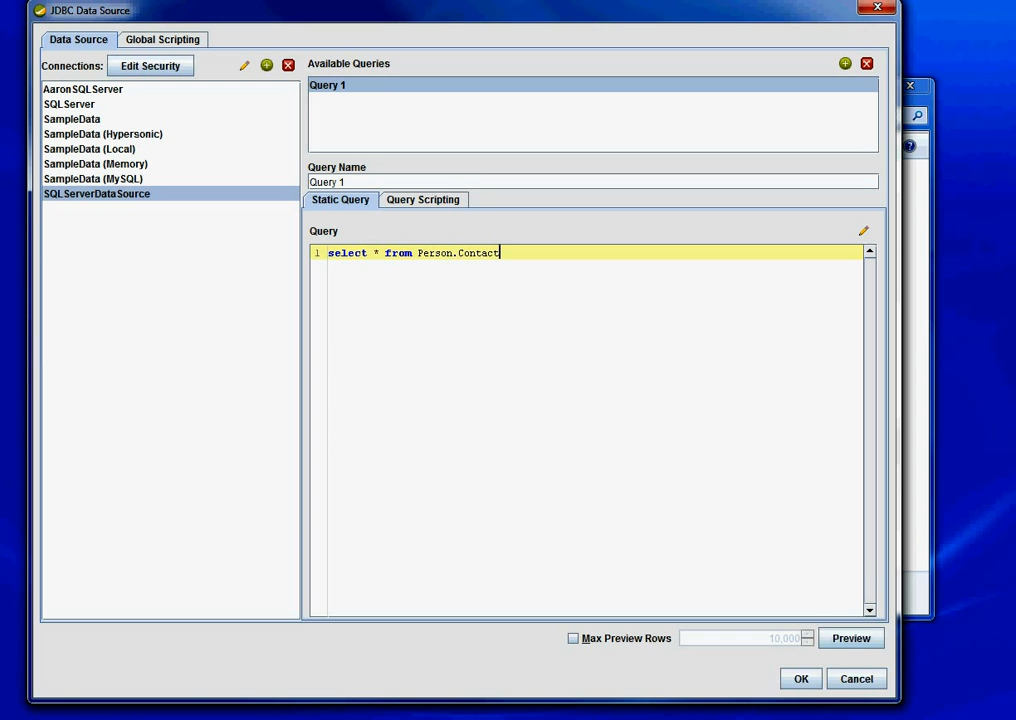 JDBC Data Source
Data Source
Global Scripting
Connections:
Edit Security
AaronSQLServer
SQLServer
SampleData
SampleData (Hypersonic)
SampleData (Local)
SampleData (Memory)
SampleData (MySQL)
SQLServerDataSource
Available Queries
Query 1
Query Name
Query 1
Static Query
Query Scripting
Query
1 select * from Person.Contact
Max Preview Rows
10,000
Preview
OK
Cancel